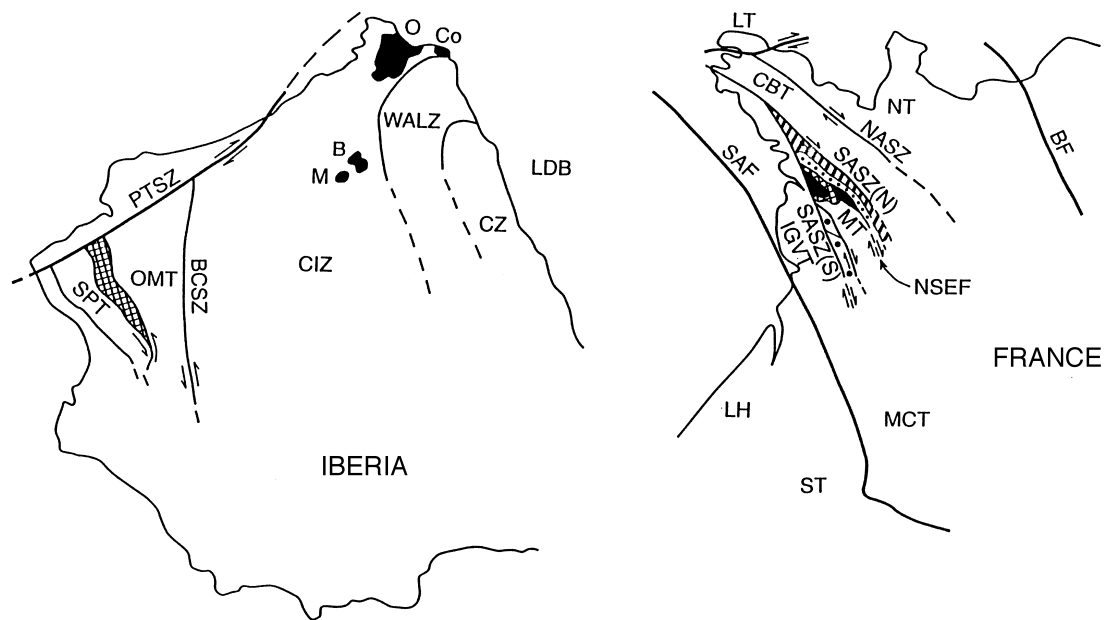 O
Co
WALZ
B
M
LDB
PTSZ
CZ
CIZ
OMT
BCSZ
SPT
IBERIA
LT
CBT
NT
NASZ
BF
SAF
SASZ(N)
MT
SASZ(S)
IGVT
NSEF
FRANCE
LH
MCT
ST